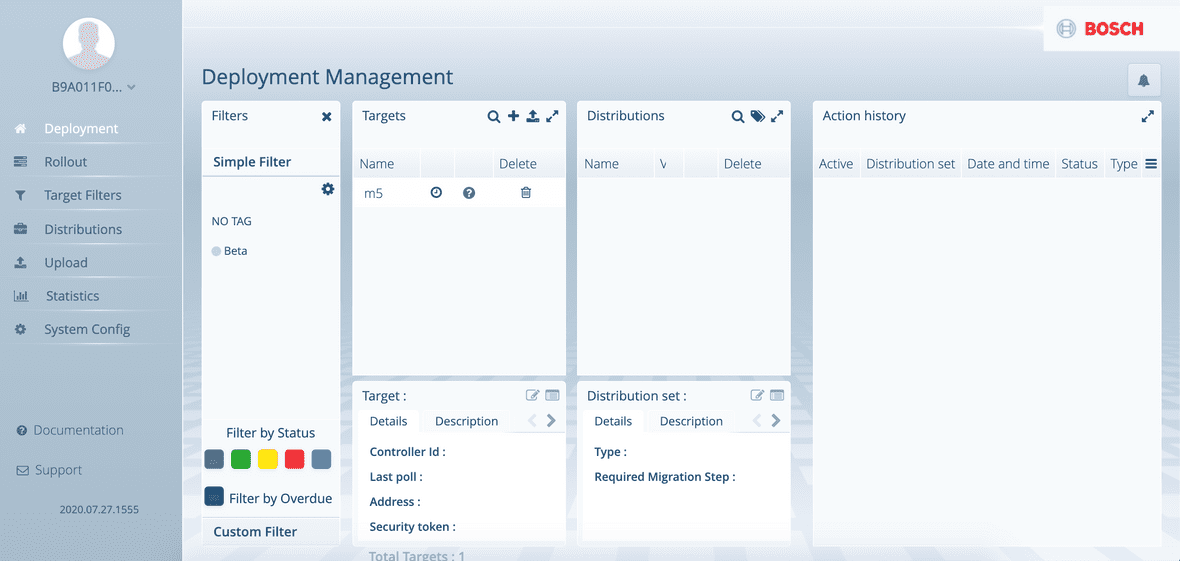 BOSCH
B9A011F0...
Deployment
Rollout
Target Filters
Distributions
Upload
Statistics
System Config
Documentation
Support
2020.07.27.1555
Deployment Management
Filters
Simple Filter
NO TAG
Beta
Filter by Status
Filter by Overdue
Custom Filter
Targets
Name Delete
m5
Target :
Details Description
Controller Id :
Last poll :
Address :
Security token :
Total Targets : 1
Distributions
Name V Delete
Distribution set :
Details Description
Type :
Required Migration Step :
Action history
Active Distribution set Date and time Status Type